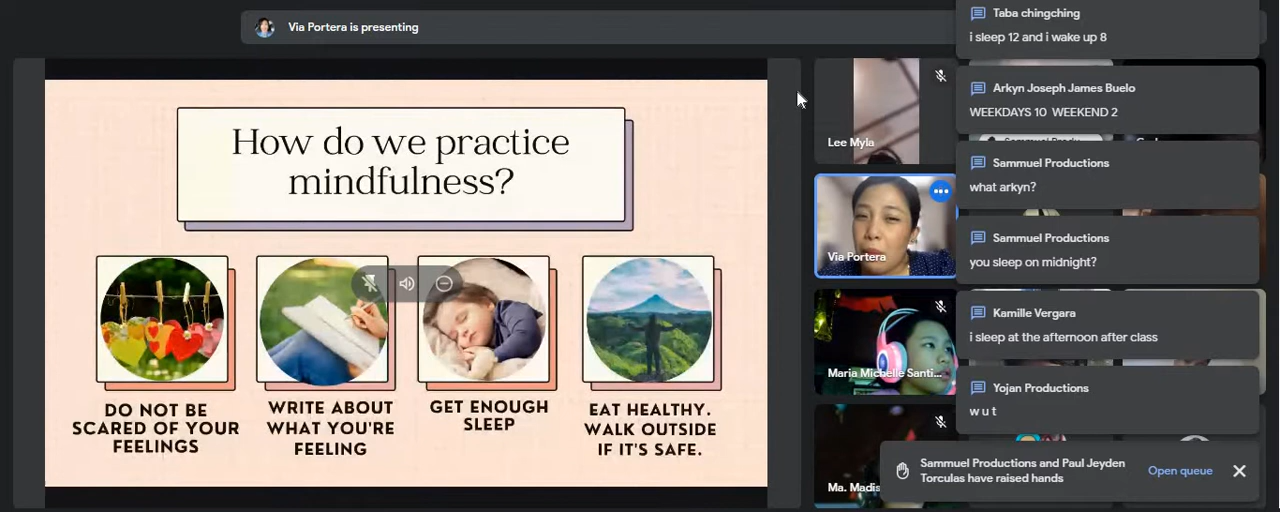 Via Portera is presenting
How do we practice
mindfulness?
DO NOT BE
SCARED OF YOUR
FEELINGS
WRITE ABOUT
WHAT YOU'RE
FEELING
GET ENOUGH
SLEEP
EAT HEALTHY.
WALK OUTSIDE
IF IT'S SAFE.
Lee Myla
Via Portera
Maria Michelle Santi...
Ma. Madis
Taba chingching
i sleep 12 and i wake up 8
Arkyn Joseph James Buelo
WEEKDAYS 10 WEEKEND 2
Sammuel Productions
what arkyn?
Sammuel Productions
you sleep on midnight?
Kamille Vergara
i sleep at the afternoon after class
Yojan Productions
w u t
Sammuel Productions and Paul Jeyden
Torculas have raised hands
Open queue